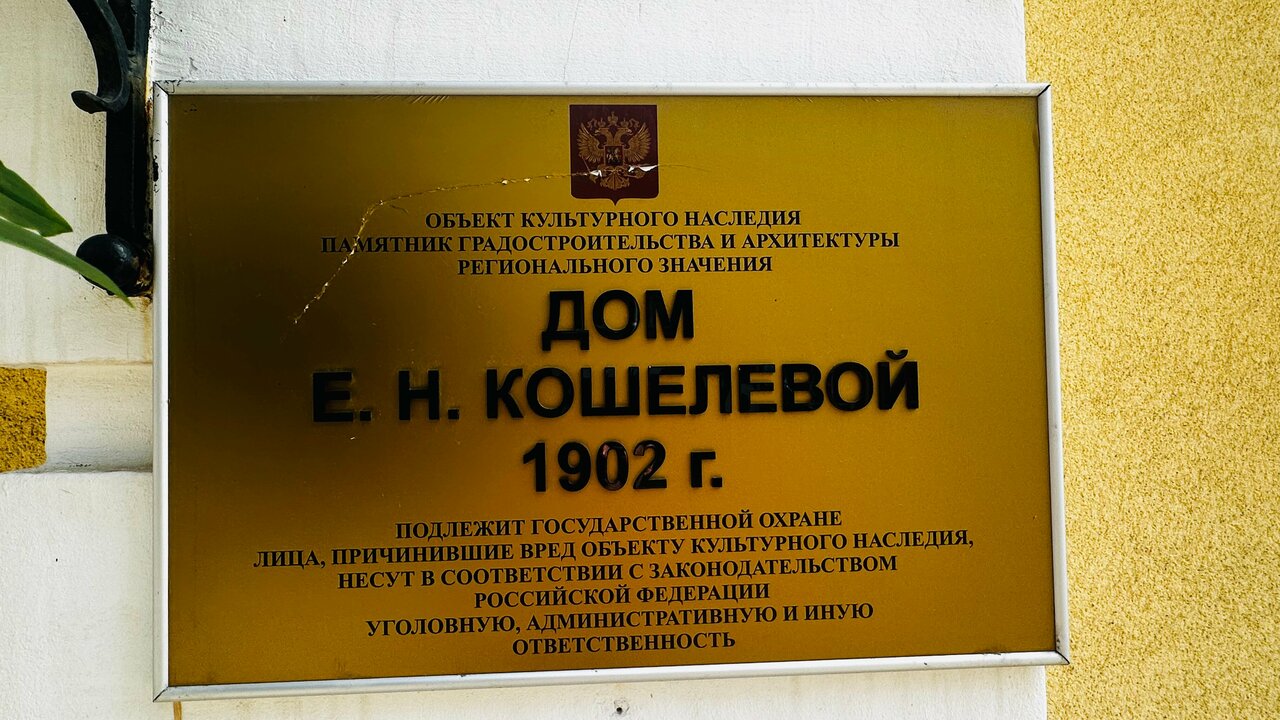 ОБЪЕКТ КУЛЬТУРНОГО НАСЛЕДИЯ
ПАМЯТНИК ГРАДОСТРОИТЕЛЬСТВА И АРХИТЕКТУРЫ
РЕГИОНАЛЬНОГО ЗНАЧЕНИЯ
ДОМ
Е. Н. КОШЕЛЕВОЙ
1902 г.
ПОДЛЕЖИТ ГОСУДАРСТВЕННОЙ ОХРАНЕ
ЛИЦА, ПРИЧИНИВШИЕ ВРЕД ОБЪЕКТУ КУЛЬТУРНОГО НАСЛЕДИЯ,
НЕСУТ В СООТВЕТСТВИИ С ЗАКОНОДАТЕЛЬСТВОМ
РОССИЙСКОЙ ФЕДЕРАЦИИ
УГОЛОВНУЮ, АДМИНИСТРАТИВНУЮ И ИНУЮ
ОТВЕТСТВЕННОСТЬ